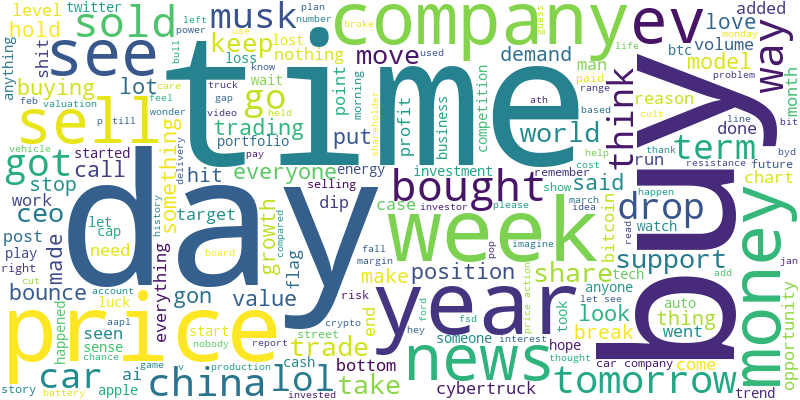 twitter left plan number
level
hold
power broke guess
sold
musk
company
ev
love added
way
bull know used
shit
see
keep
lost
nothing
move
demand
man
btc
volume
anything
buying
lot
loss
wait
time
point
paid
model
month
feb valuation
care feel
morning
go
gap
ath
range
think
reason
sell
p till
wonder truck
video held
put
profit
business
shareholder
competition
world
based
problem
cult
monday
life
line
bit
done
byd
started
pay
trading
portfolio
cost help
thank
run
future
got
call
something
hit
everyone
energy
investment
remember
term
resistance
chart
vehicle
stop
selling
bought
show march
said
happen
ceo
work
delivery
target
dip
case
investor please
idea
drop
day
buy
money
post
let
cap
history
growth
flag
week
bitcoin
read
watch
play
need
compared
pop imagine
support
jan
right
made
bounce
gon
value
fall
margin
position
tech
add
cut account
everything
board
year
share
anyone
let see
auto
opportunity
price
luck
start
risk
make
price action
look
thing
happened
seen
aapl
street
crypto
trade
end
ford
hey
fsd
someone
took
break
went
sense
chance
nobody
report
bottom
interest
hope
car company
come
car
ai
v production
cash
news
thought
story
apple
china
game
invested
lol
take
cybertruck
tomorrow
trend
battery